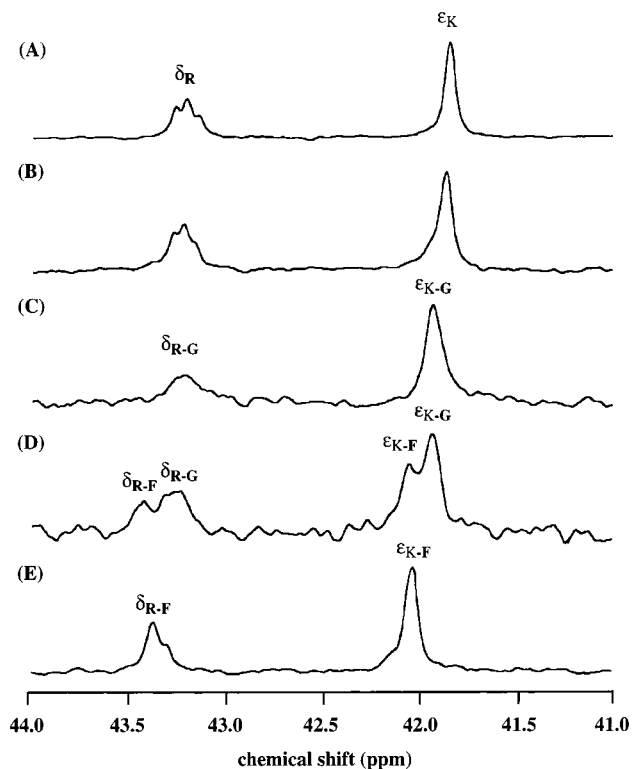 (A)
δR
εK
(B)
(C)
δR-G
εK-G
(D)
δR-F
δR-G
εK-F
εK-G
(E)
δR-F
εK-F
44.0 43.5 43.0 42.5 42.0 41.5 41.0
chemical shift (ppm)